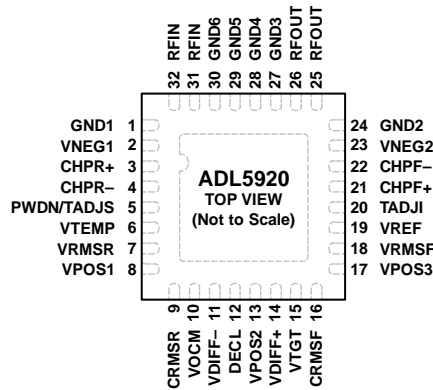 32 RFIN
31 RFIN
30 GND6
29 GND5
28 GND4
27 GND3
26 RFOUT
25 RFOUT
GND1 1
VNEG1 2
CHPR+ 3
CHPR– 4
PWDN/TADJS 5
VTEMP 6
VRMSR 7
VPOS1 8
ADL5920
TOP VIEW
(Not to Scale)
24 GND2
23 VNEG2
22 CHPF–
21 CHPF+
20 TADJI
19 VREF
18 VRMSF
17 VPOS3
CRMSR 9
VOCM 10
VDIFF– 11
DECL 12
VPOS2 13
VDIFF+ 14
VTGT 15
CRMSF 16